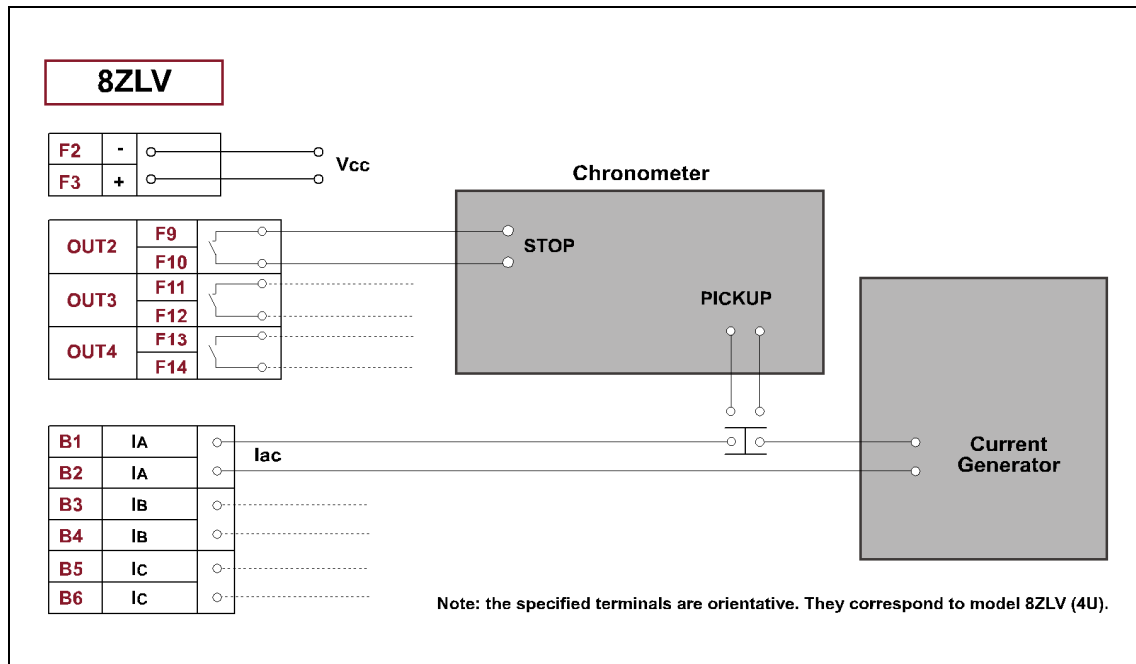 8ZLV
F2 -
F3 +
Vcc
Chronometer
OUT2 F9
F10
STOP
OUT3 F11
F12
OUT4 F13
F14
PICKUP
B1 IA
B2 IA
Iac
B3 IB
B4 IB
B5 IC
B6 IC
Current
Generator
Note: the specified terminals are orientative. They correspond to model 8ZLV (4U).